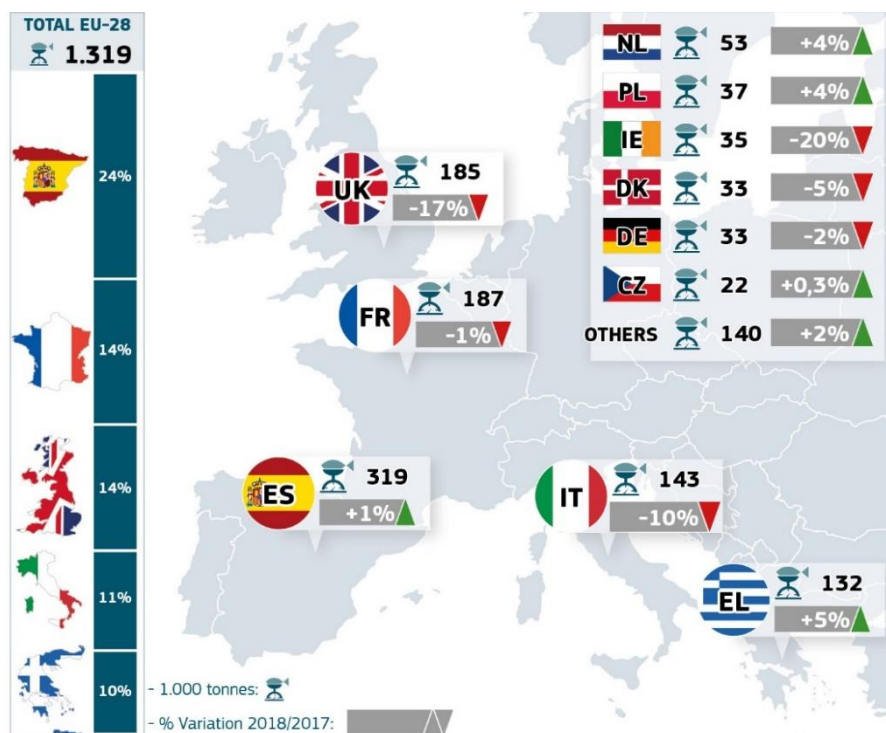 TOTAL EU-28
1.319
24%
14%
14%
11%
10%
NL 53 +4%
PL 37 +4%
IE 35 -20%
DK 33 -5%
DE 33 -2%
CZ 22 +0,3%
OTHERS 140 +2%
UK 185
-17%
FR 187
-1%
ES 319
+1%
IT 143
-10%
EL 132
+5%
- 1.000 tonnes:
- % Variation 2018/2017: